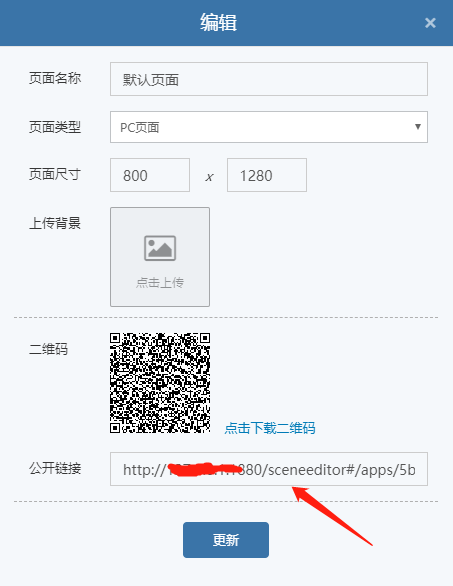 编辑
页面名称 默认页面
页面类型 PC页面
页面尺寸 800 x 1280
上传背景
点击上传
二维码
点击下载二维码
公开链接 http://1 880/sceneeditor#/apps/5b
更新